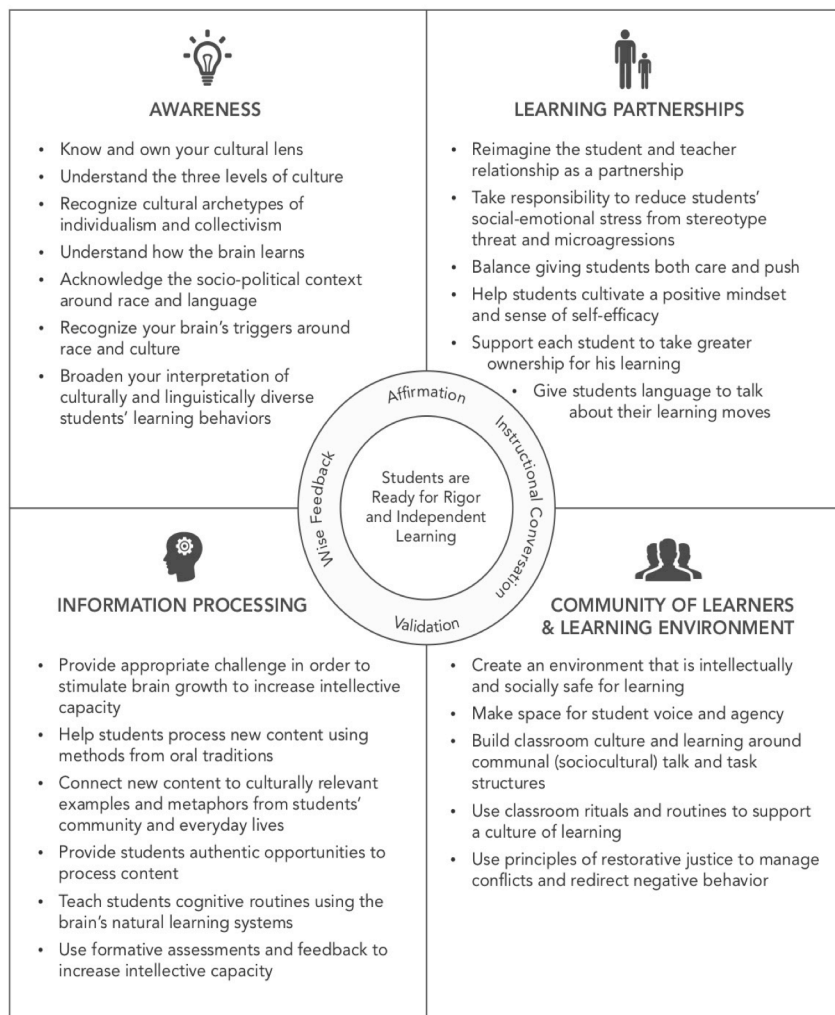 AWARENESS
• Know and own your cultural lens
• Understand the three levels of culture
• Recognize cultural archetypes of
individualism and collectivism
• Understand how the brain learns
• Acknowledge the socio-political context
around race and language
• Recognize your brain's triggers around
race and culture
• Broaden your interpretation of
culturally and linguistically diverse
students' learning behaviors
LEARNING PARTNERSHIPS
• Reimagine the student and teacher
relationship as a partnership
• Take responsibility to reduce students'
social-emotional stress from stereotype
threat and microagressions
• Balance giving students both care and push
• Help students cultivate a positive mindset
and sense of self-efficacy
• Support each student to take greater
ownership for his learning
• Give students language to talk
about their learning moves
Affirmation
Instructional Conversation
Validation
Wise Feedback
Students are
Ready for Rigor
and Independent
Learning
INFORMATION PROCESSING
• Provide appropriate challenge in order to
stimulate brain growth to increase intellective
capacity
• Help students process new content using
methods from oral traditions
• Connect new content to culturally relevant
examples and metaphors from students'
community and everyday lives
• Provide students authentic opportunities to
process content
• Teach students cognitive routines using the
brain's natural learning systems
• Use formative assessments and feedback to
increase intellective capacity
COMMUNITY OF LEARNERS
& LEARNING ENVIRONMENT
• Create an environment that is intellectually
and socially safe for learning
• Make space for student voice and agency
• Build classroom culture and learning around
communal (sociocultural) talk and task
structures
• Use classroom rituals and routines to support
a culture of learning
• Use principles of restorative justice to manage
conflicts and redirect negative behavior